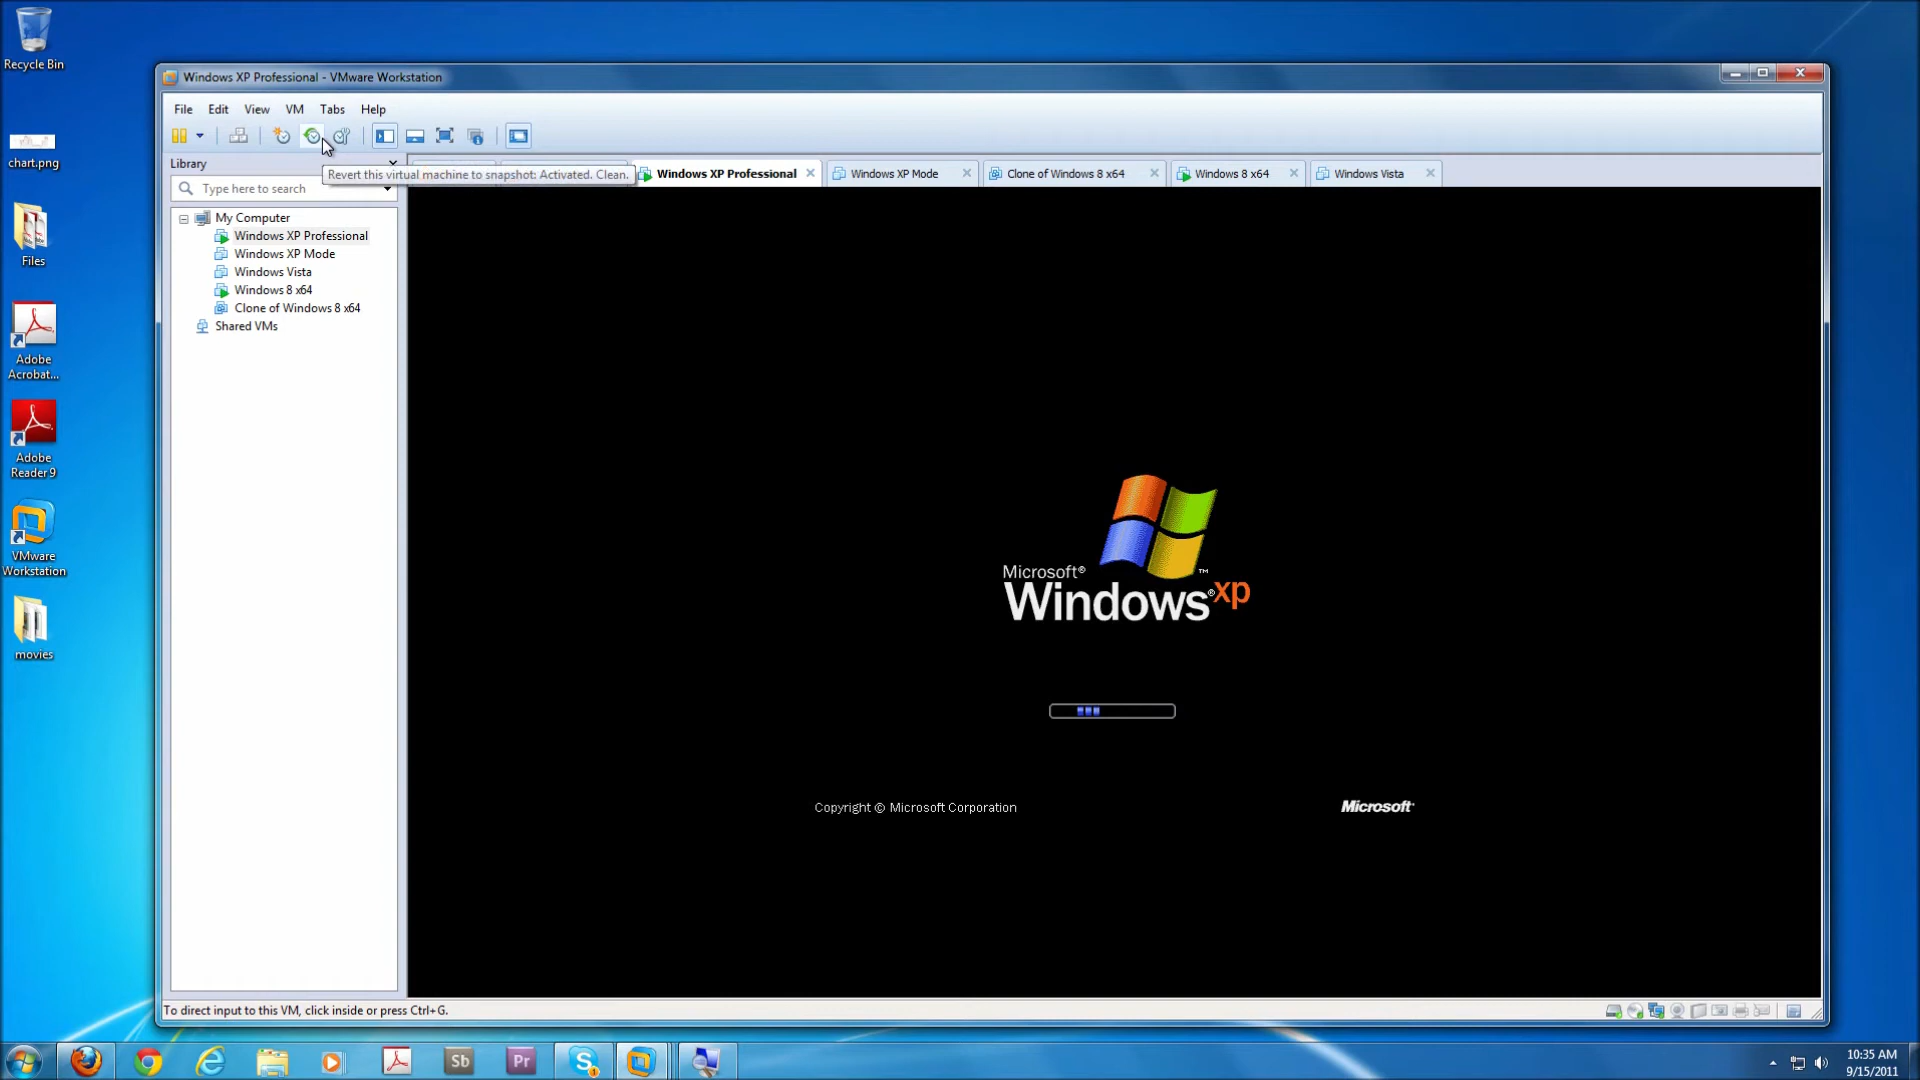 Recycle Bin
chart.png
Files
Adobe
Acrobat...
Adobe
Reader 9
VMware
Workstation
movies
Windows XP Professional - VMware Workstation
File Edit View VM Tabs Help
Library
Type here to search
Revert this virtual machine to snapshot: Activated. Clean.
Windows XP Professional
Windows XP Mode
Clone of Windows 8 x64
Windows 8 x64
Windows Vista
My Computer
Windows XP Professional
Windows XP Mode
Windows Vista
Windows 8 x64
Clone of Windows 8 x64
Shared VMs
Microsoft®
Windows® xp ™
Copyright © Microsoft Corporation
Microsoft®
To direct input to this VM, click inside or press Ctrl+G.
Sb
Pr
10:35 AM
9/15/2011